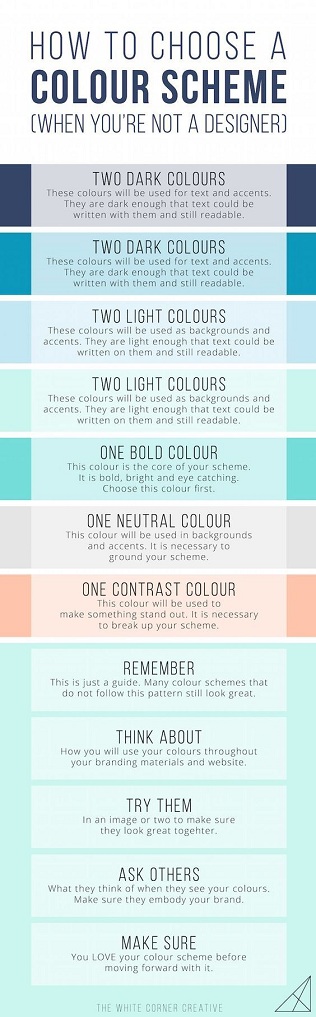 HOW TO CHOOSE A
COLOUR SCHEME
(WHEN YOU'RE NOT A DESIGNER)
TWO DARK COLOURS
These colours will be used for text and accents.
They are dark enough that text could be
written with them and still readable.
TWO DARK COLOURS
These colours will be used for text and accents.
They are dark enough that text could be
written with them and still readable.
TWO LIGHT COLOURS
These colours will be used as backgrounds and
accents. They are light enough that text could be
written on them and still readable.
TWO LIGHT COLOURS
These colours will be used as backgrounds and
accents. They are light enough that text could be
written on them and still readable.
ONE BOLD COLOUR
This colour is the core of your scheme.
It is bold, bright and eye catching.
Choose this colour first.
ONE NEUTRAL COLOUR
This colour will be used in backgrounds
and accents. It is necessary to
ground your scheme.
ONE CONTRAST COLOUR
This colour will be used to
make something stand out. It is necessary
to break up your scheme.
REMEMBER
This is just a guide. Many colour schemes that
do not follow this pattern still look great.
THINK ABOUT
How you will use your colours throughout
your branding materials and website.
TRY THEM
In an image or two to make sure
they look great togehter.
ASK OTHERS
What they think of when they see your colours.
Make sure they embody your brand.
MAKE SURE
You LOVE your colour scheme before
moving forward with it.
THE WHITE CORNER CREATIVE